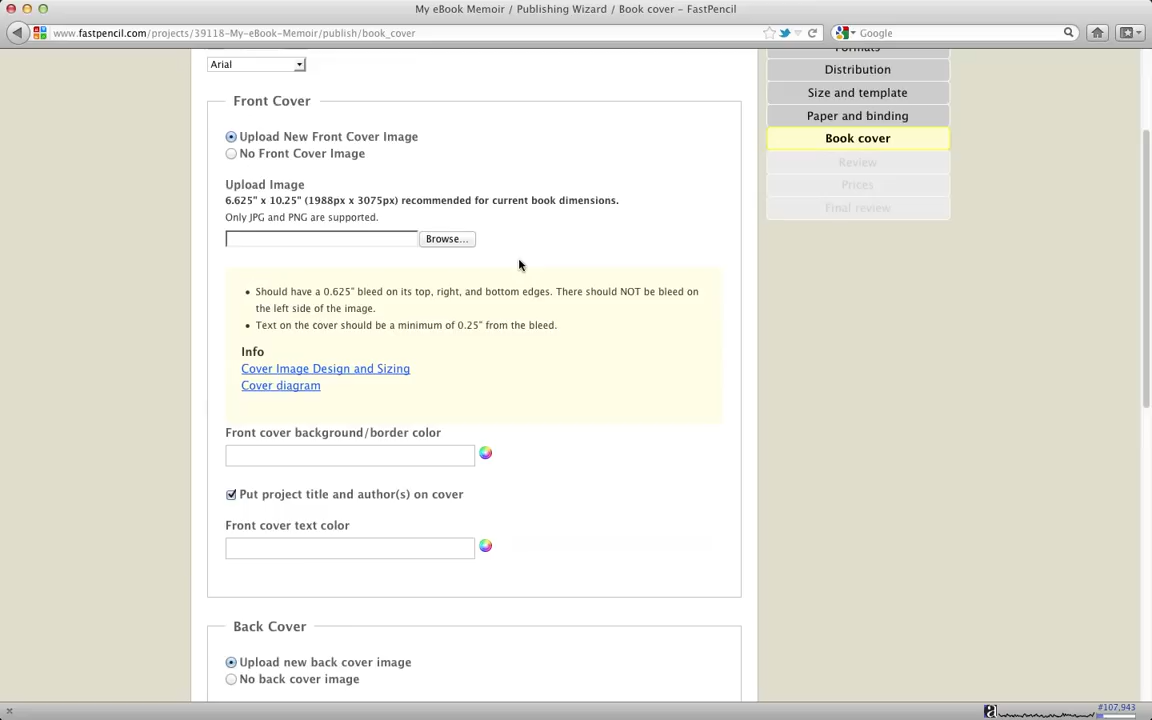 My eBook Memoir / Publishing Wizard / Book cover – FastPencil
www.fastpencil.com/projects/39118-My-eBook-Memoir/publish/book_cover
Google
Formats
Arial
Distribution
Size and template
Paper and binding
Book cover
Review
Prices
Final review
Front Cover
Upload New Front Cover Image
No Front Cover Image
Upload Image
6.625" x 10.25" (1988px x 3075px) recommended for current book dimensions.
Only JPG and PNG are supported.
Browse...
• Should have a 0.625" bleed on its top, right, and bottom edges. There should NOT be bleed on
the left side of the image.
• Text on the cover should be a minimum of 0.25" from the bleed.
Info
Cover Image Design and Sizing
Cover diagram
Front cover background/border color
Put project title and author(s) on cover
Front cover text color
Back Cover
Upload new back cover image
No back cover image
#107,943